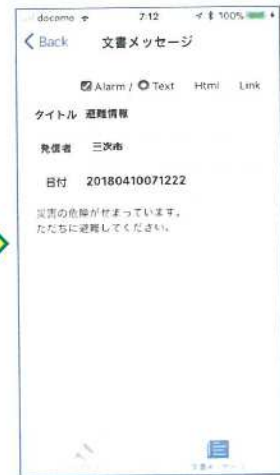 docomo 7:12 100%
Back 文書メッセージ
Alarm / Text Html Link
タイトル 避難情報
発信者 三次市
日付 20180410071222
災害の危険がせまっています。
ただちに避難してください。